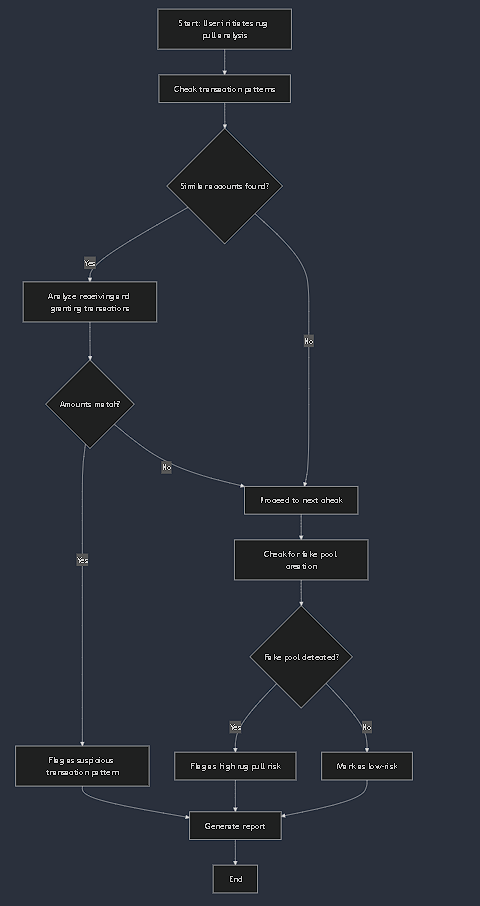 Start: User initiates rug
pull analysis
Check transaction patterns
Similar accounts found?
Yes
Analyze receiving and
granting transactions
No
Amounts match?
No
Proceed to next check
Check for fake pool
creation
Yes
Fake pool detected?
Yes
No
Flag as suspicious
transaction pattern
Flag as high rug pull risk
Mark as low-risk
Generate report
End